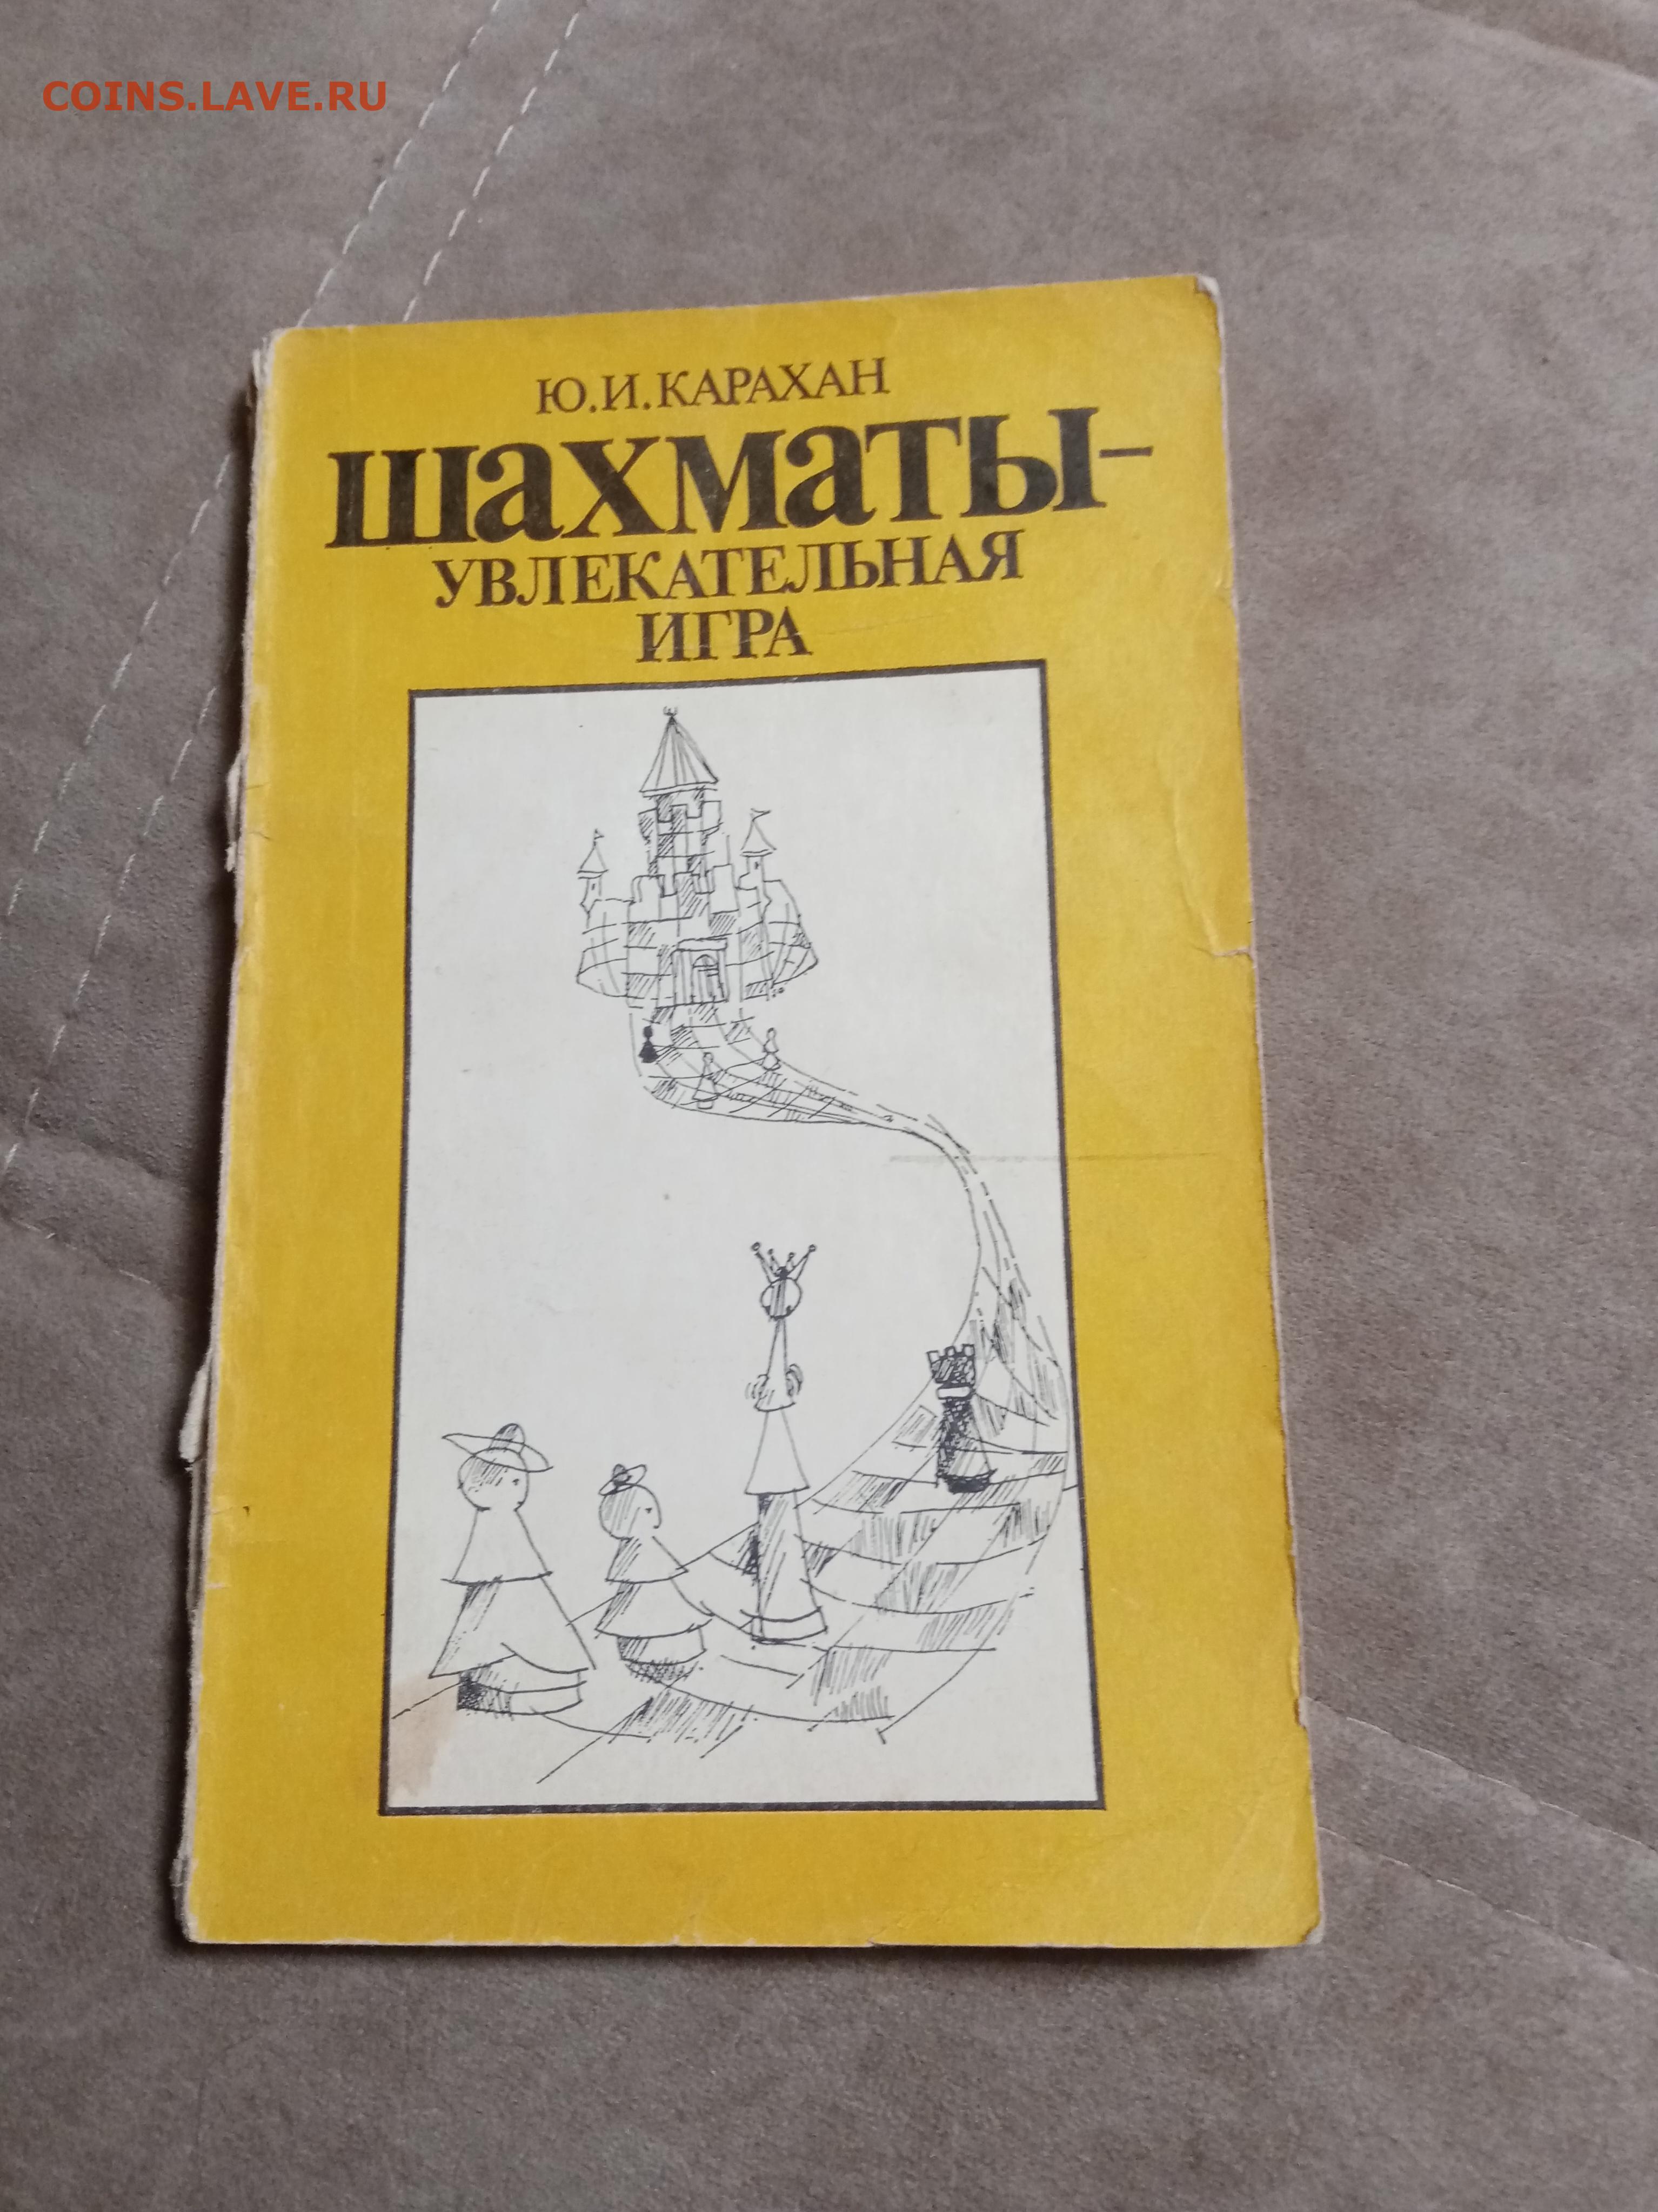 COINS.LAVE.RU
Ю.И.КАРАХАН
шахматы-
УВЛЕКАТЕЛЬНАЯ
ИГРА